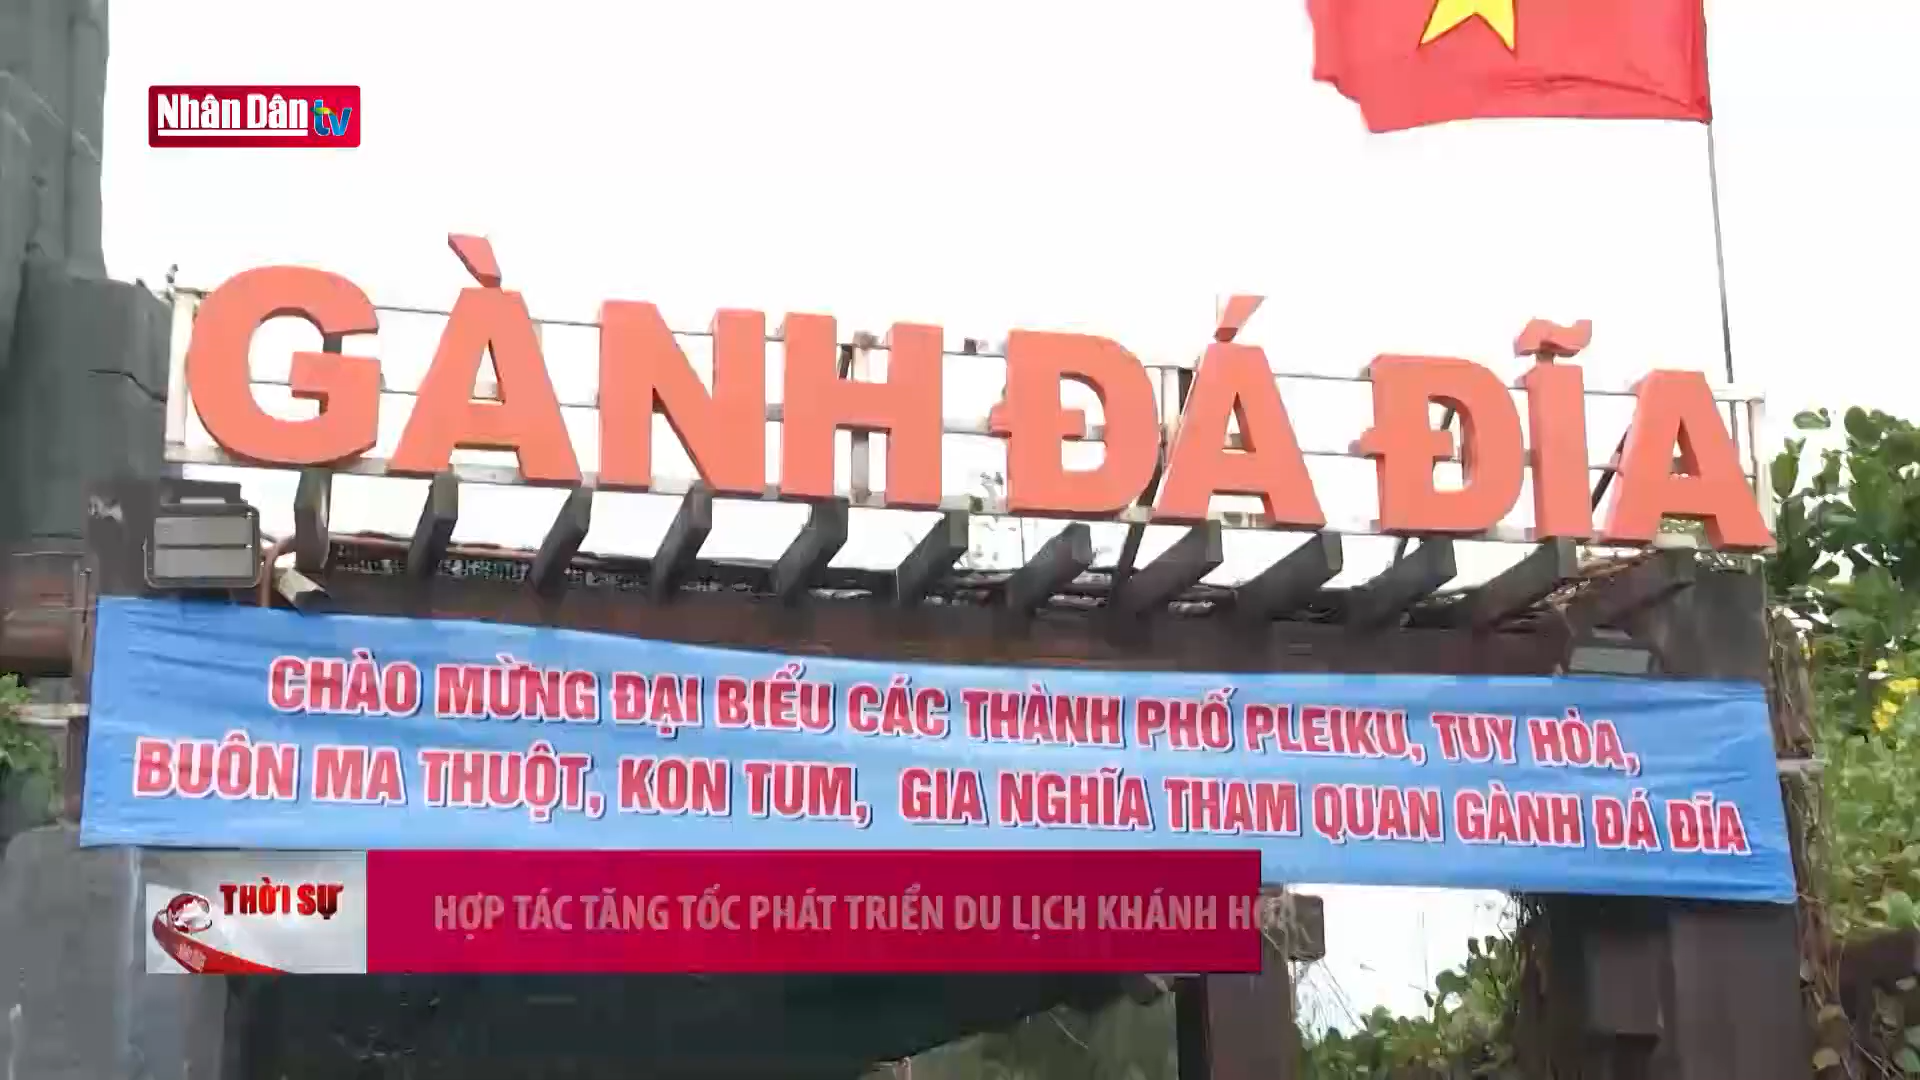 Nhân Dân tv
GÀNH ĐÁ ĐĨA
CHÀO MỪNG ĐẠI BIỂU CÁC THÀNH PHỐ PLEIKU, TUY HÒA,
BUÔN MA THUỘT, KON TUM, GIA NGHĨA THAM QUAN GÀNH ĐÁ ĐĨA
THỜI SỰ
HỢP TÁC TĂNG TỐC PHÁT TRIỂN DU LỊCH KHÁNH HÒA